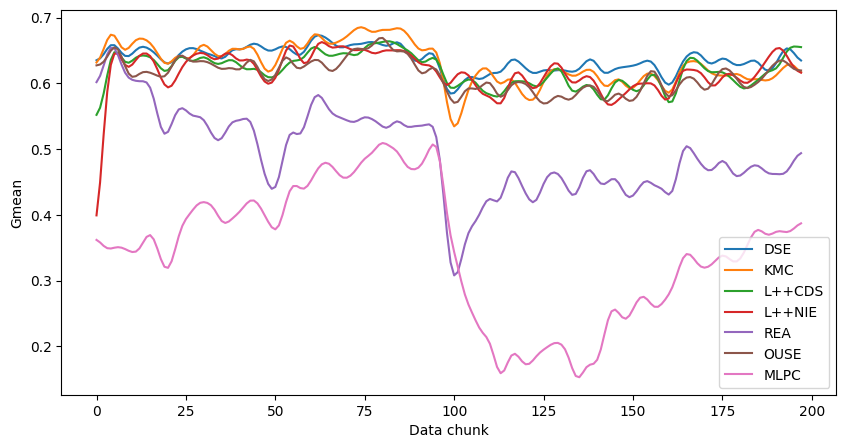 0.7
0.6
0.5
0.4
0.3
0.2
Gmean
0
25
50
75
100
125
150
175
200
Data chunk
DSE
KMC
L++CDS
L++NIE
REA
OUSE
MLPC